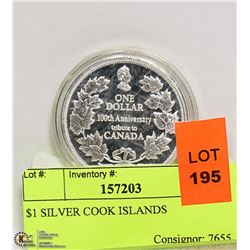 ONE
DOLLAR
100th Anniversary
tribute to
CANADA
LOT
195
Lot #: Inventory #:
157203
$1 SILVER COOK ISLANDS
Consignor: 7655